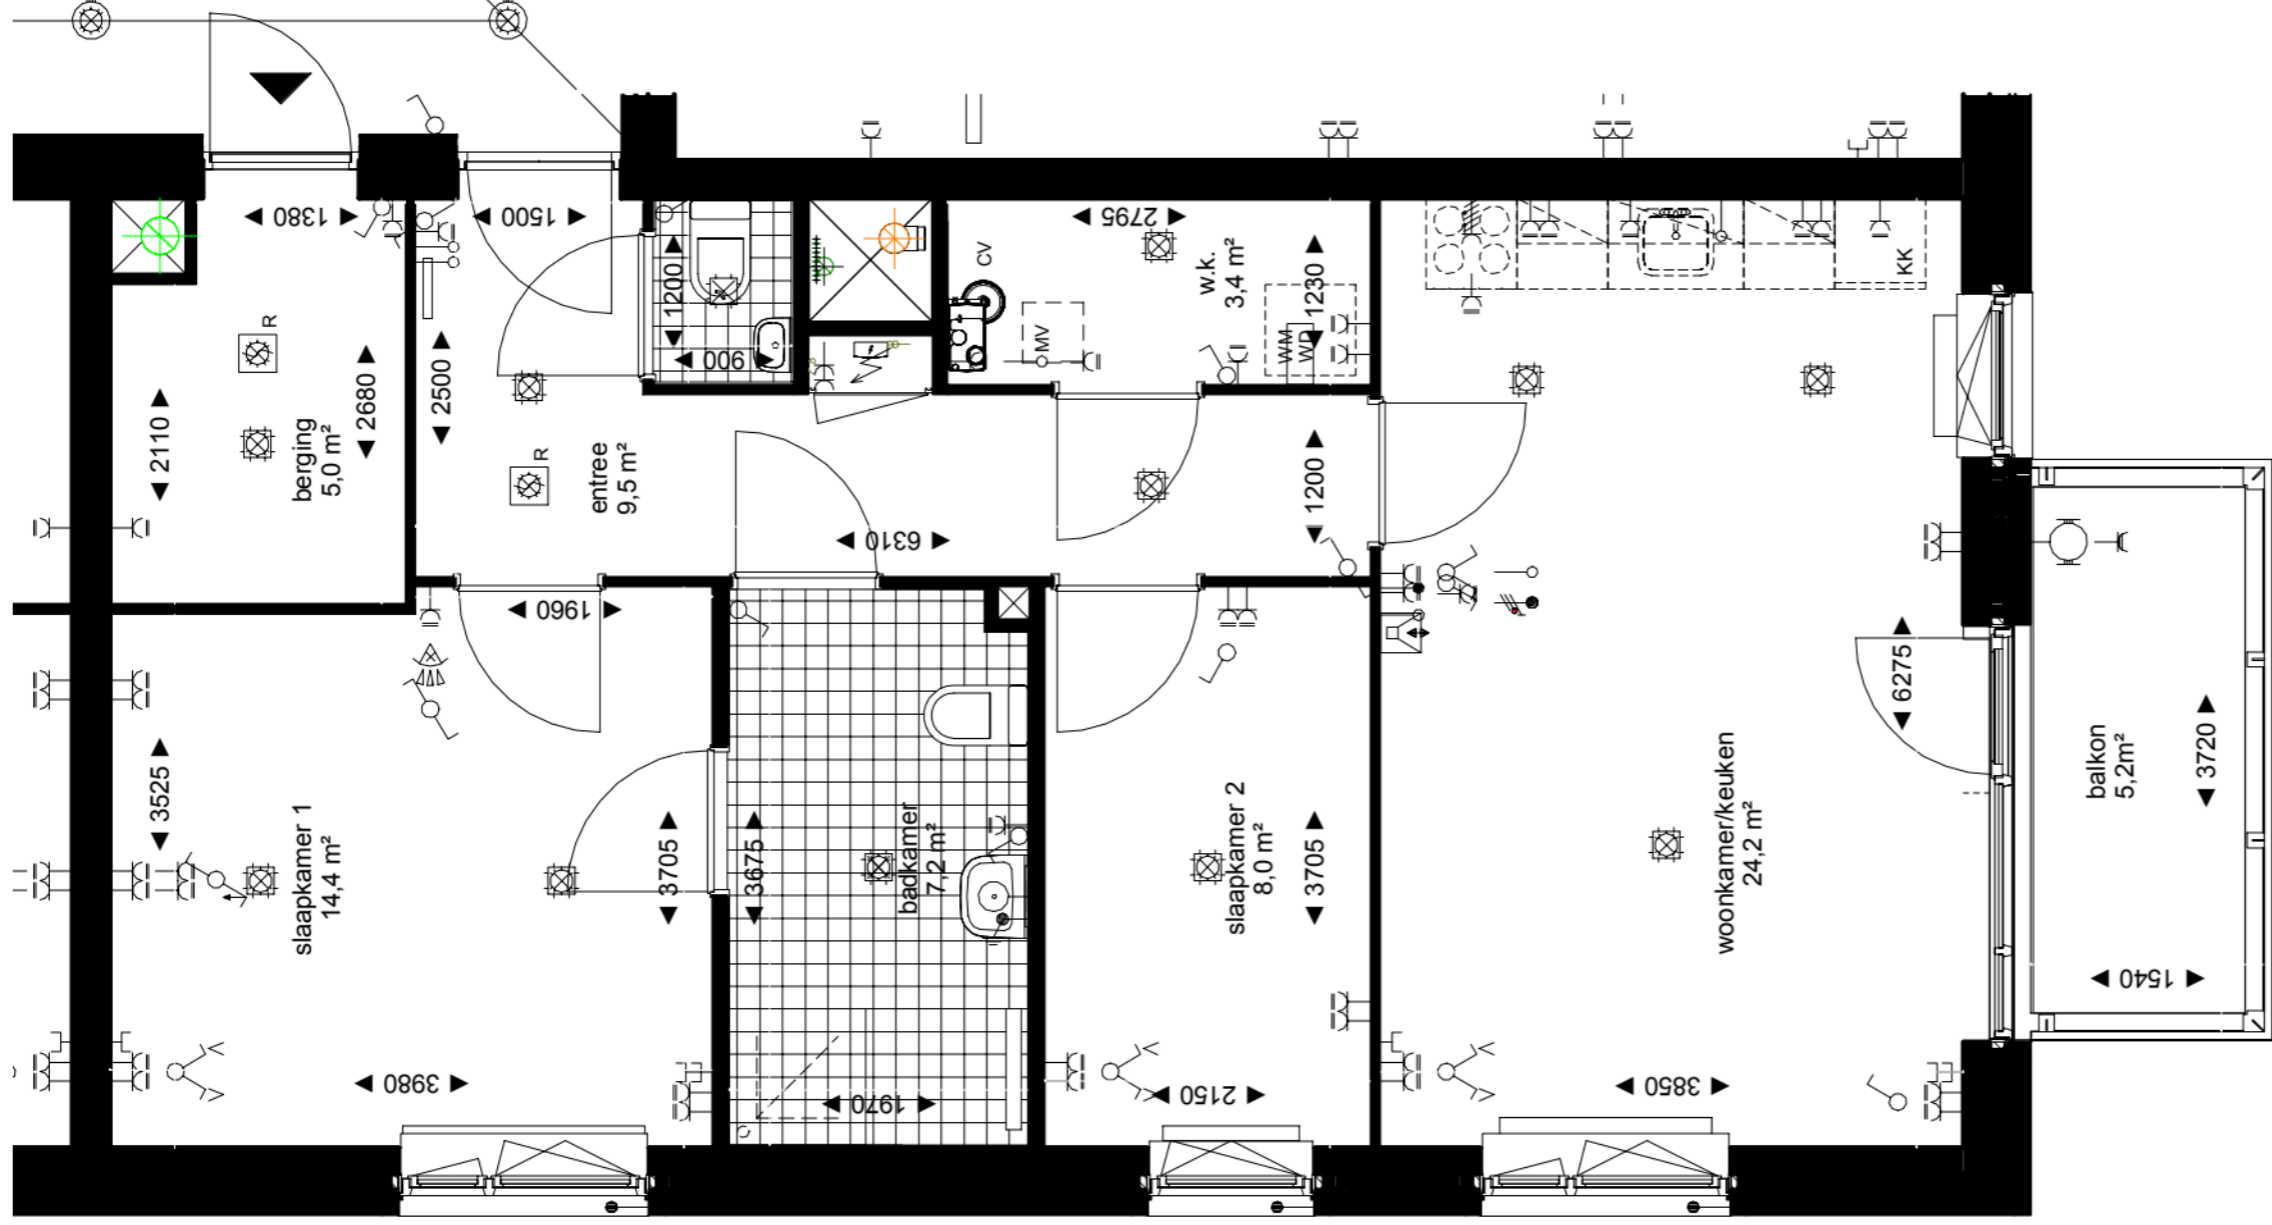 1380
1500
2795
1200
900
CV
w.k.
3,4 m²
1230
MV
WM
WD
KK
R
2110
berging
5,0 m²
2680
2500
R
entree
9,5 m²
6310
1200
1960
3525
slaapkamer 1
14,4 m²
3705
3675
badkamer
7,2 m²
slaapkamer 2
8,0 m²
3705
woonkamer/keuken
24,2 m²
6275
balkon
5,2m²
3720
1540
3980
1970
2150
3850